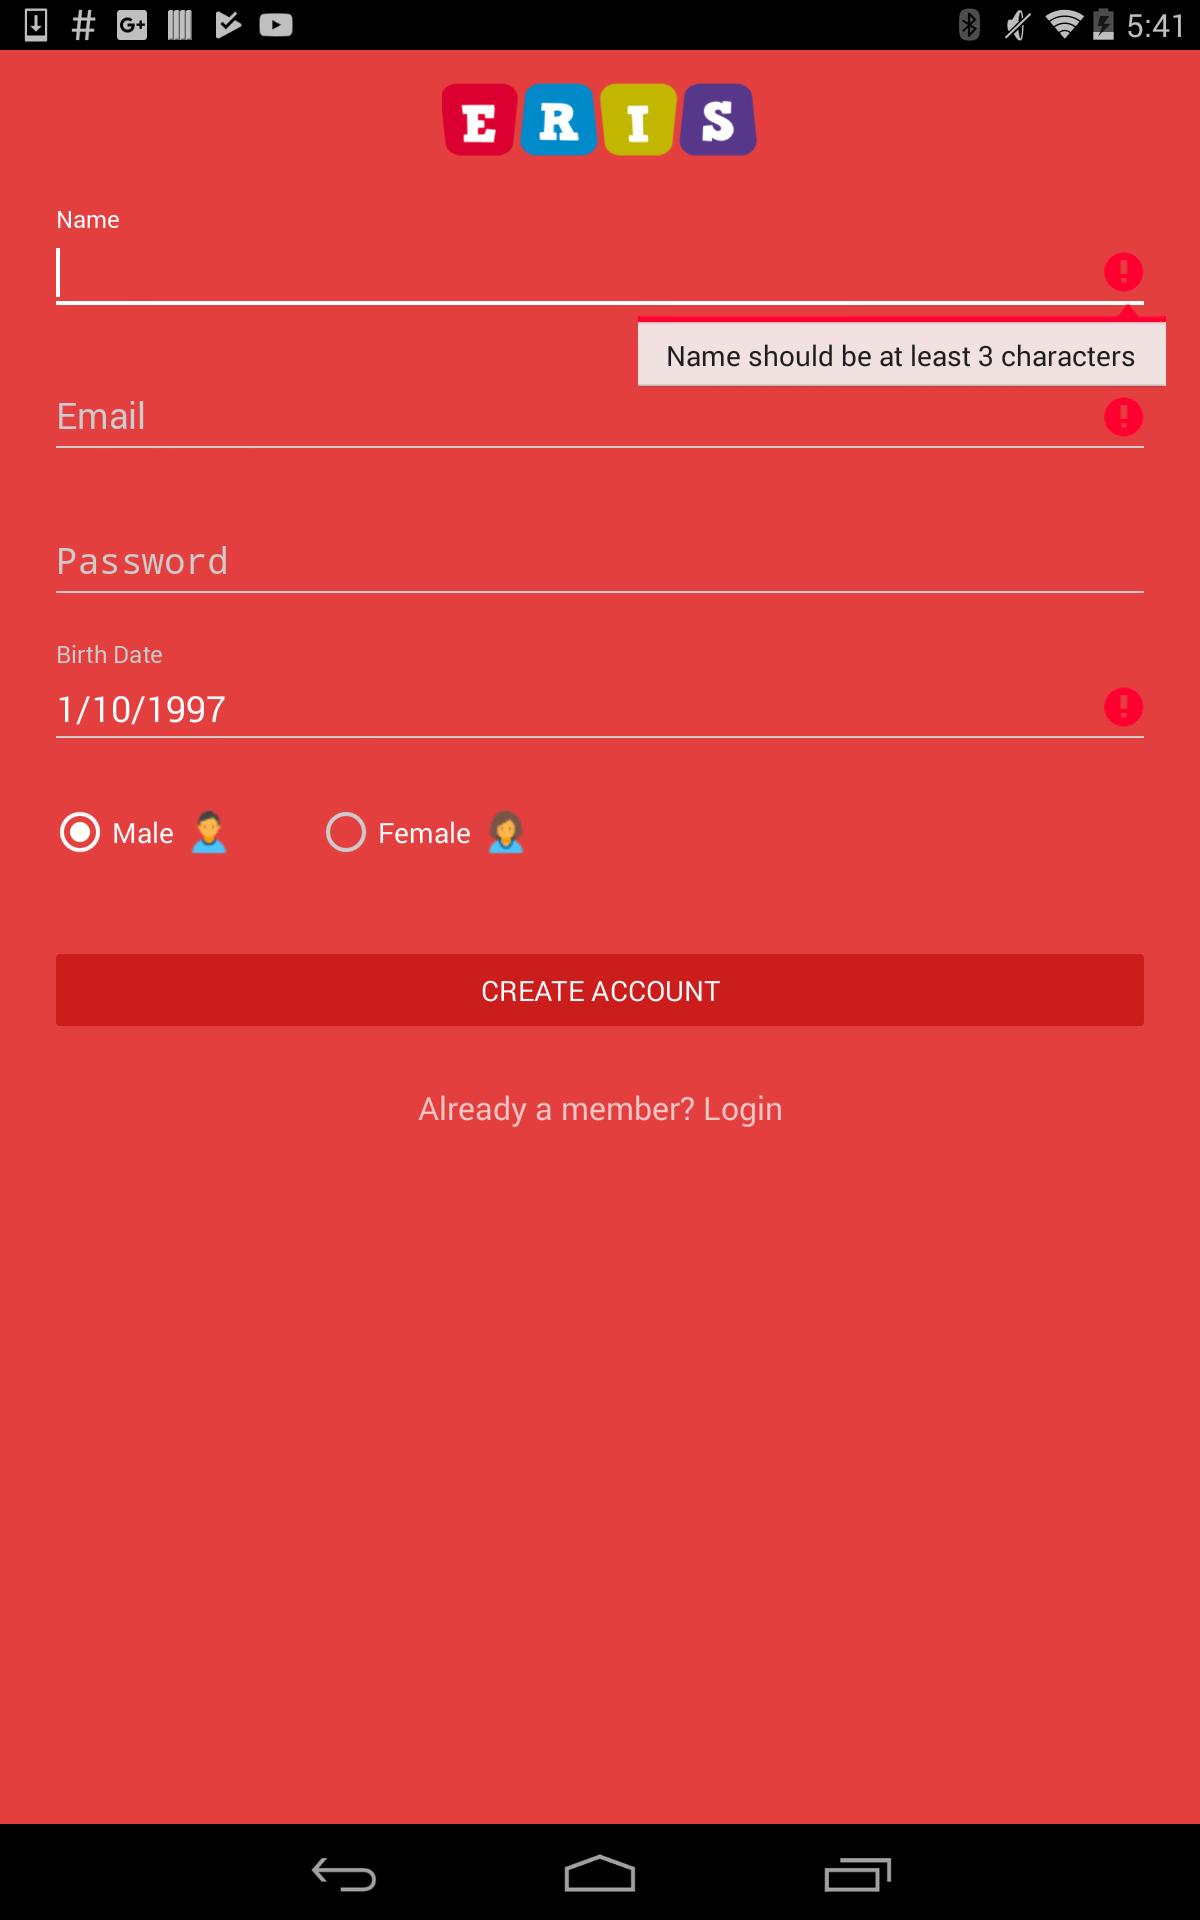 5:41
ERIS
Name
Name should be at least 3 characters
Email
Password
Birth Date
1/10/1997
Male
Female
CREATE ACCOUNT
Already a member? Login